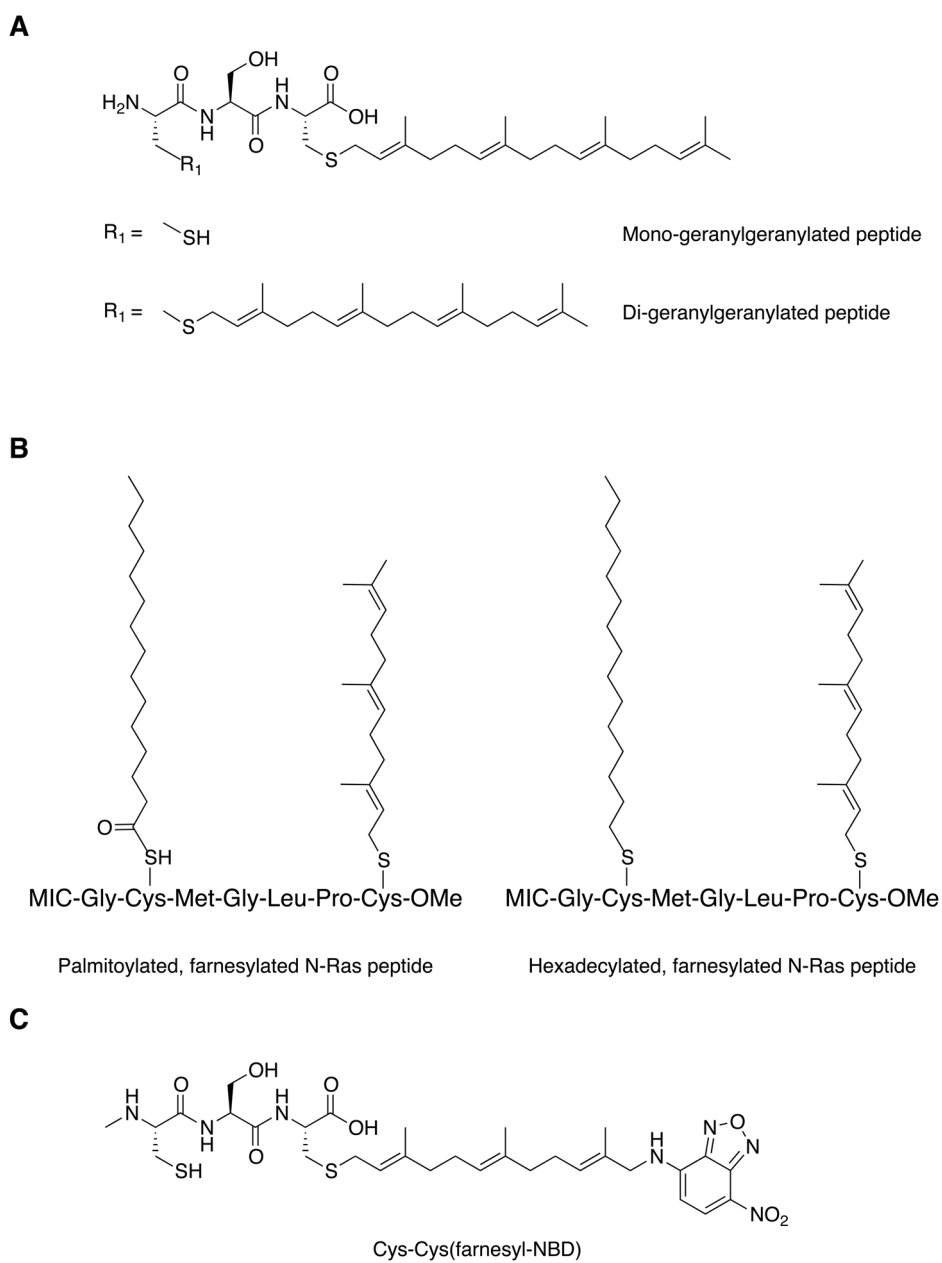 A
OH
O
H
N
O
H₂N
N
H
OH
O
S
R₁
R₁ =
SH
Mono-geranylgeranylated peptide
R₁ =
S
Di-geranylgeranylated peptide
B
O
SH
S
S
S
MIC-Gly-Cys-Met-Gly-Leu-Pro-Cys-OMe
MIC-Gly-Cys-Met-Gly-Leu-Pro-Cys-OMe
Palmitoylated, farnesylated N-Ras peptide
Hexadecylated, farnesylated N-Ras peptide
C
OH
H
N
O
H
N
O
N
H
OH
O
SH
S
H
N
N
O
N
NO₂
Cys-Cys(farnesyl-NBD)